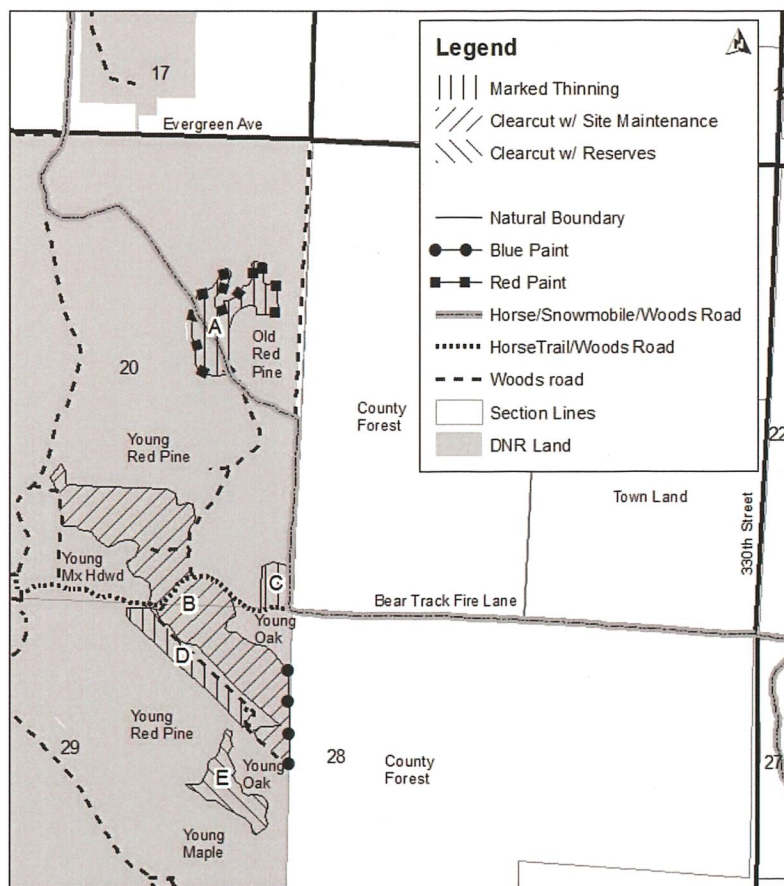 17
Evergreen Ave
Legend
N
Marked Thinning
Clearcut w/ Site Maintenance
Clearcut w/ Reserves
Natural Boundary
Blue Paint
Red Paint
Horse/Snowmobile/Woods Road
HorseTrail/Woods Road
Woods road
Section Lines
DNR Land
A
Old
Red
Pine
20
County
Forest
22
Young
Red Pine
Town Land
330th Street
Young
Mx Hdwd
C
B
Bear Track Fire Lane
Young
Oak
D
Young
Red Pine
29
28
County
Forest
27
Young
Oak
E
Young
Maple